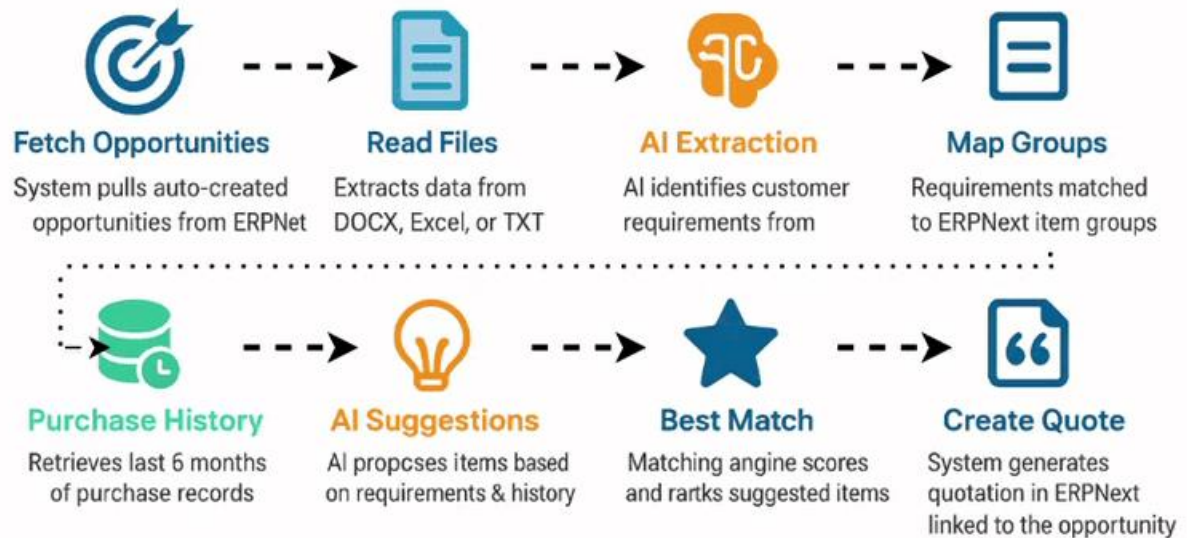 Fetch Opportunities
System pulls auto-created
opportunities from ERPNet
Read Files
Extracts data from
DOCX, Excel, or TXT
AI Extraction
AI identifies customer
requirements from
Map Groups
Requirements matched
to ERPNext item groups
Purchase History
Retrieves last 6 months
of purchase records
AI Suggestions
AI propcses items based
on requirements & history
Best Match
Matching angine scores
and rartks suggested items
Create Quote
System generates
quotation in ERPNext
linked to the opportunity